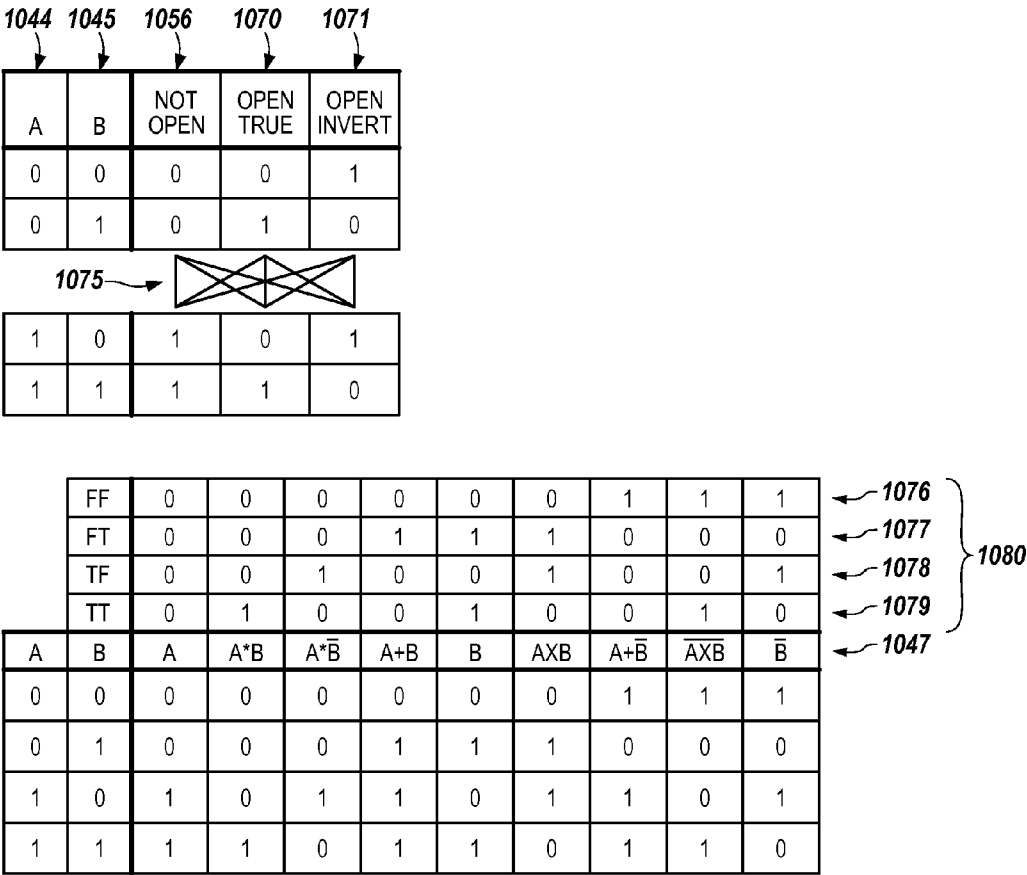 1044 1045 1056 1070 1071
A B NOT OPEN OPEN TRUE OPEN INVERT
0 0 0 0 1
0 1 0 1 0
1075
1 0 1 0 1
1 1 1 1 0
FF 0 0 0 0 0 0 1 1 1 1076
FT 0 0 0 1 1 1 0 0 0 1077
1080
TF 0 0 1 0 0 1 0 0 1 1078
TT 0 1 0 0 1 0 0 1 0 1079
A B A A*B A*B̅ A+B B AXB A+B̅ A̅X̅B̅ B̅ 1047
0 0 0 0 0 0 0 0 1 1 1
0 1 0 0 0 1 1 1 0 0 0
1 0 1 0 1 1 0 1 1 0 1
1 1 1 1 0 1 1 0 1 1 0